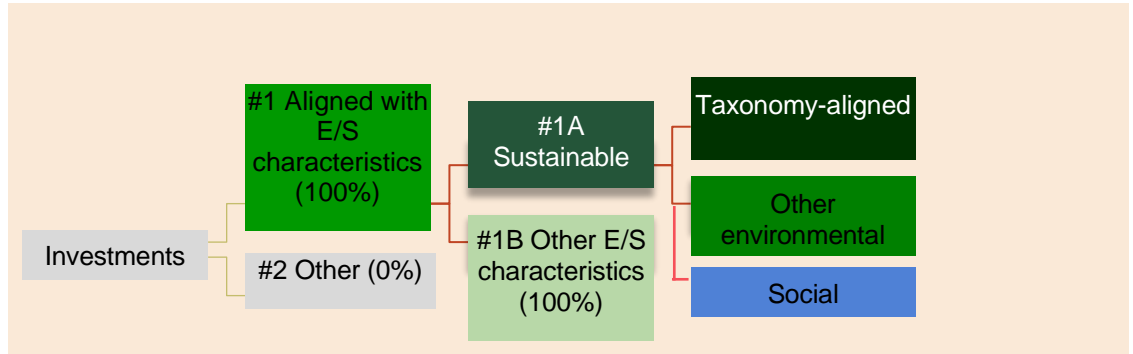 Investments
#1 Aligned with
E/S
characteristics
(100%)
#2 Other (0%)
#1A
Sustainable
#1B Other E/S
characteristics
(100%)
Taxonomy-aligned
Other
environmental
Social